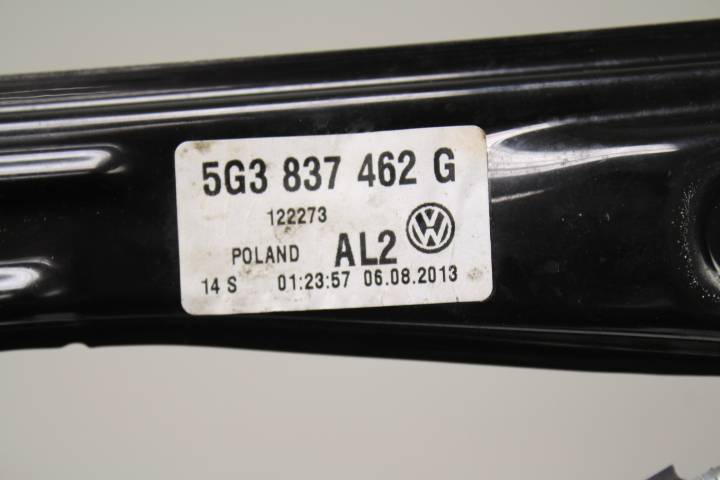 5G3 837 462 G
122273
POLAND AL2
14 S 01:23:57 06.08.2013